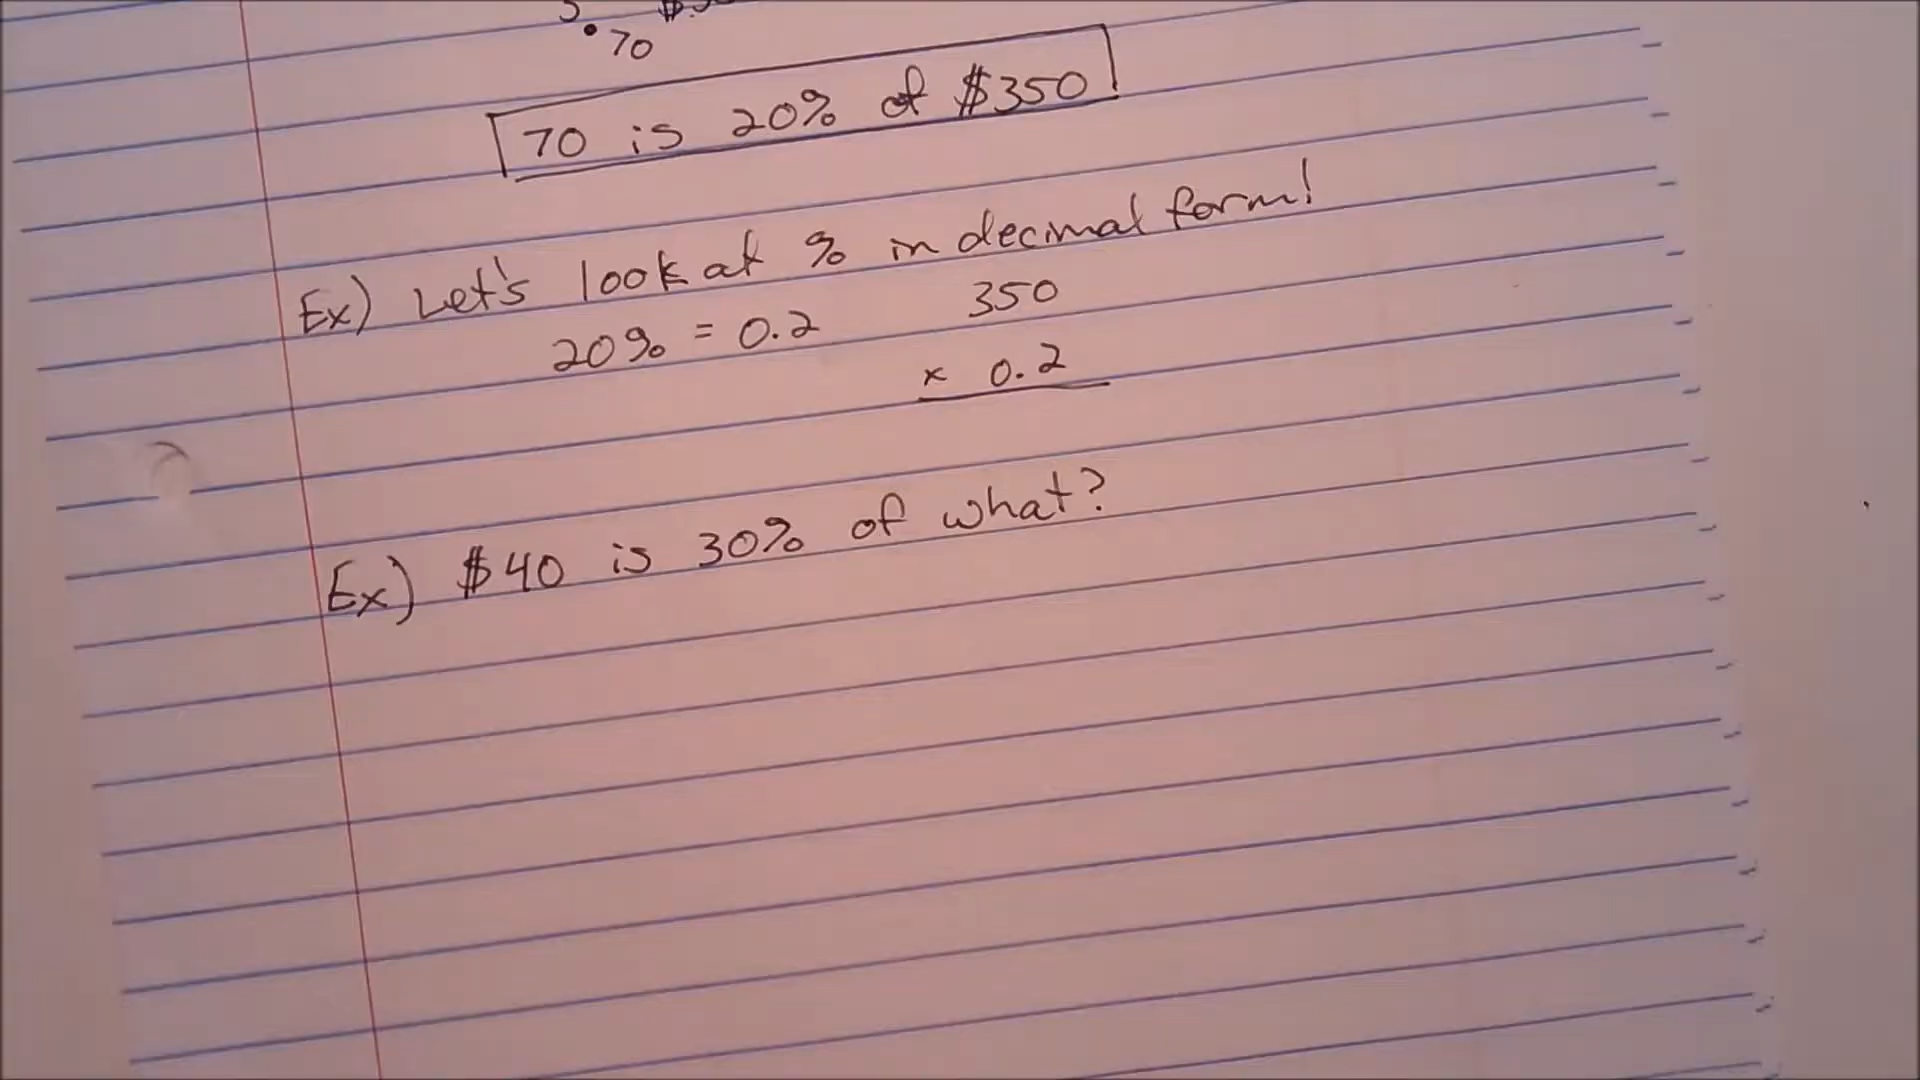 70
70 is 20% of $350
Ex) Let's look at % in decimal form!
20% = 0.2
350
x 0.2
Ex) $40 is 30% of what?